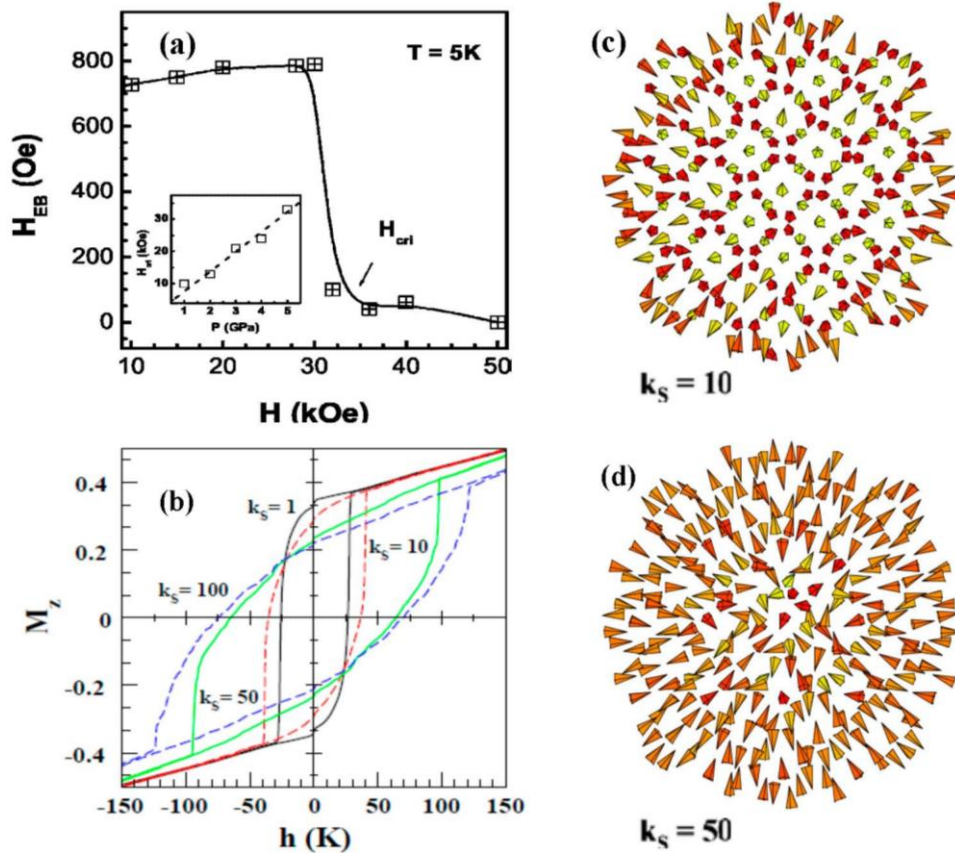 (a)
T = 5K
800
600
400
200
0
H_EB (Oe)
H_cri
30
20
10
1 2 3 4 5
P (GPa)
10 20 30 40 50
H (kOe)
(c)
k_S = 10
(b)
0.4
0.2
0
-0.2
-0.4
M_z
k_S = 1
k_S = 10
k_S = 100
k_S = 50
-150 -100 -50 0 50 100 150
h (K)
(d)
k_S = 50